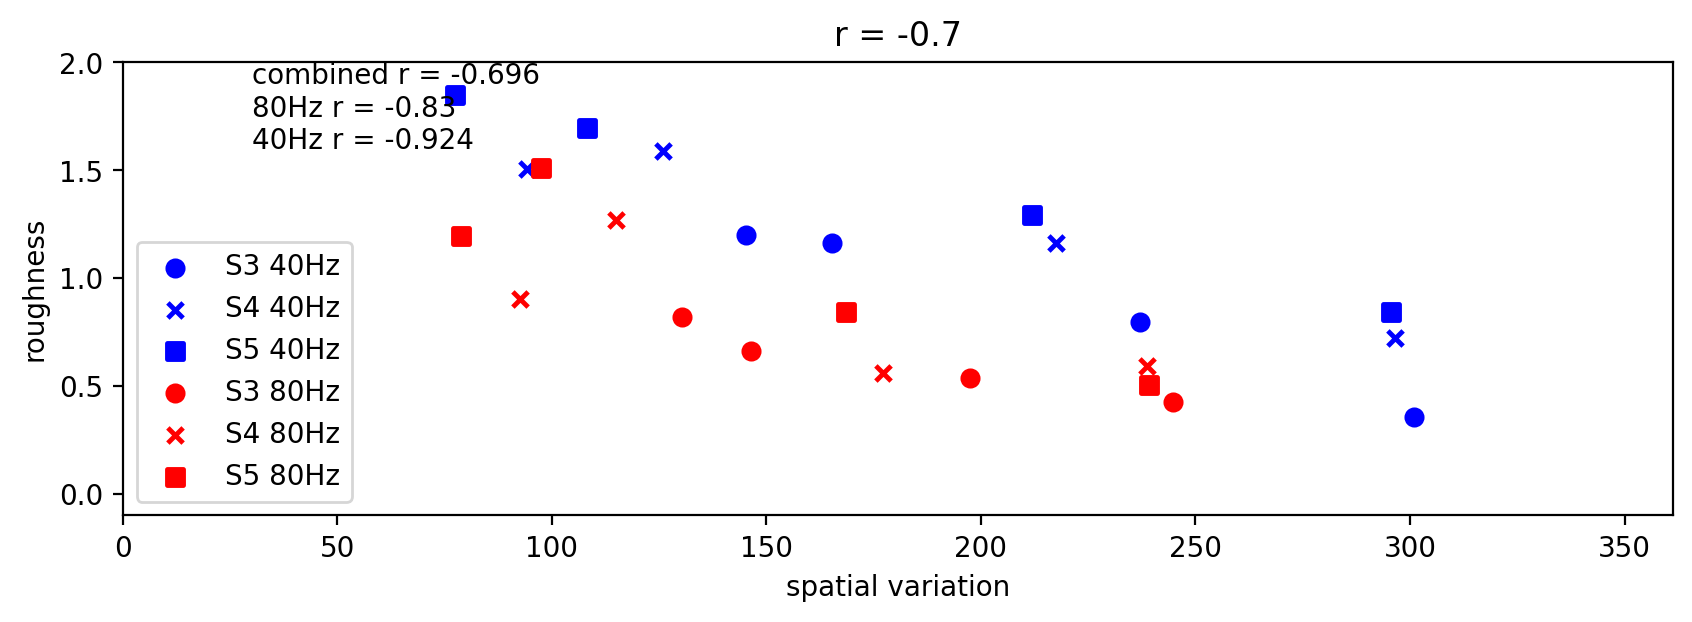 r = -0.7
combined r = -0.696
80Hz r = -0.83
40Hz r = -0.924
2.0
1.5
1.0
0.5
0.0
roughness
S3 40Hz
S4 40Hz
S5 40Hz
S3 80Hz
S4 80Hz
S5 80Hz
0 50 100 150 200 250 300 350
spatial variation